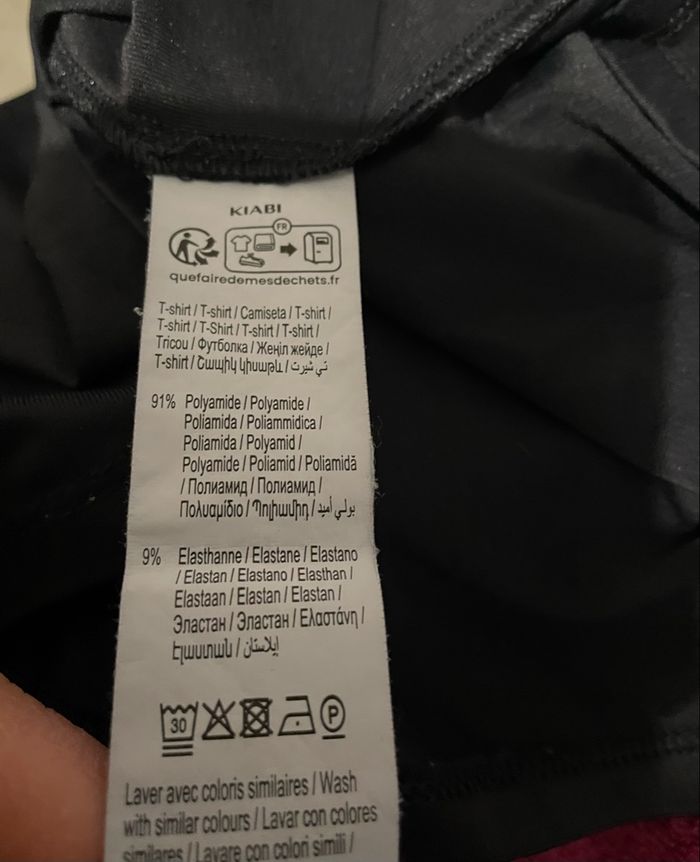 KIABI
FR
quefairedemesdechets.fr
T-shirt / T-shirt / Camiseta / T-shirt /
T-shirt / T-Shirt / T-shirt / T-shirt /
Tricou / Футболка / Жеңіл жейде /
T-shirt / Շապիկ կիսաթև / تي شيرت
91% Polyamide / Polyamide /
Poliamida / Poliammidica /
Poliamida / Polyamid /
Polyamide / Poliamid / Poliamidă
/ Полиамид / Полиамид /
Πολυαμίδιο / Պոլիամիդ / بولي أميد
9% Elasthanne / Elastane / Elastano
/ Elastan / Elastano / Elasthan /
Elastaan / Elastan / Elastan /
Эластан / Эластан / Ελαστάνη /
Էլաստան / إيلاستان
30
P
Laver avec coloris similaires / Wash
with similar colours / Lavar con colores
similares / Lavare con colori simili /